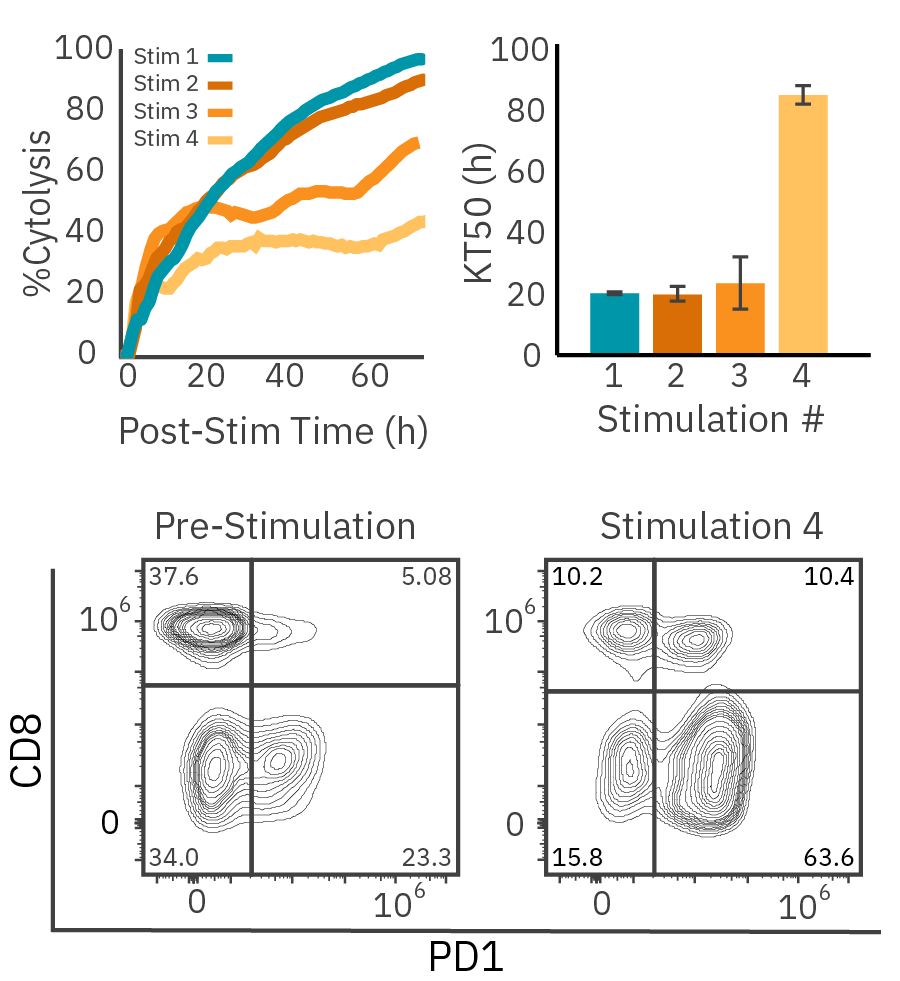 100
80
60
40
20
0
%Cytolysis
Stim 1
Stim 2
Stim 3
Stim 4
0 20 40 60
Post-Stim Time (h)
100
80
60
40
20
0
KT50 (h)
1 2 3 4
Stimulation #
Pre-Stimulation
37.6 5.08
34.0 23.3
10⁶
0
0 10⁶
Stimulation 4
10.2 10.4
15.8 63.6
10⁶
0
0 10⁶
CD8
PD1